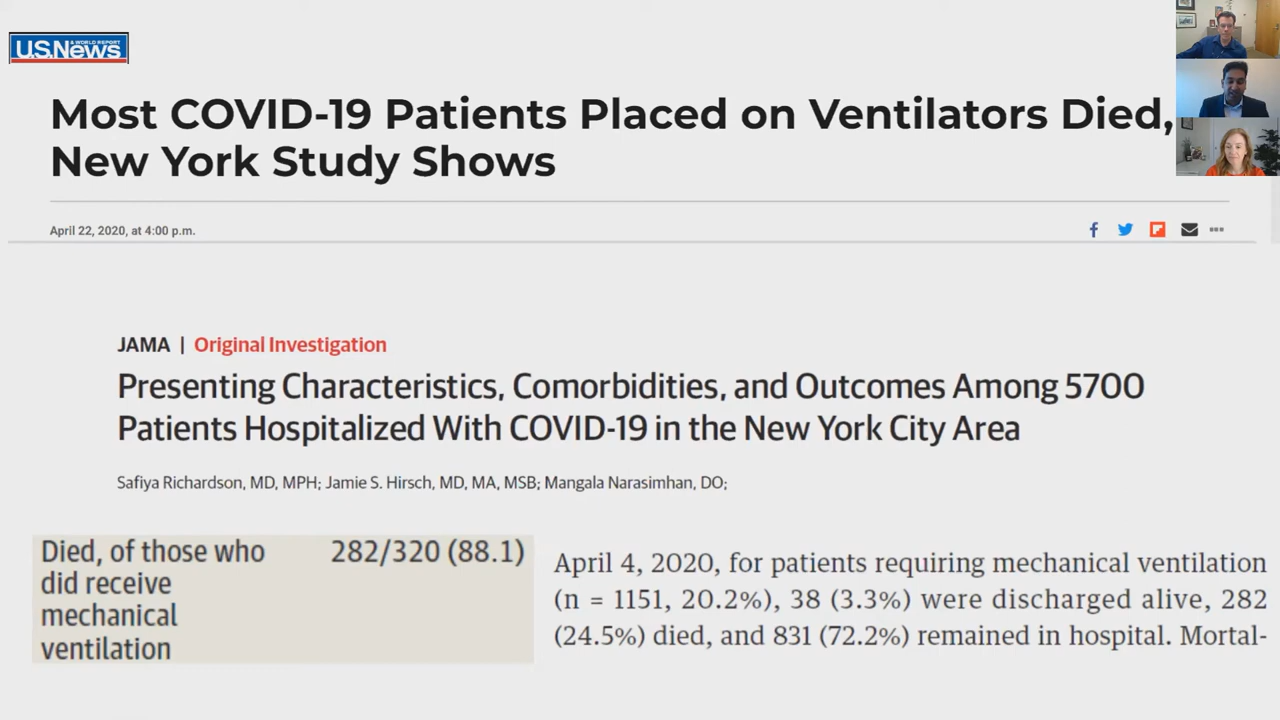 U.S.News
& WORLD REPORT
Most COVID-19 Patients Placed on Ventilators Died,
New York Study Shows
April 22, 2020, at 4:00 p.m.
JAMA | Original Investigation
Presenting Characteristics, Comorbidities, and Outcomes Among 5700
Patients Hospitalized With COVID-19 in the New York City Area
Safiya Richardson, MD, MPH; Jamie S. Hirsch, MD, MA, MSB; Mangala Narasimhan, DO;
Died, of those who 282/320 (88.1)
did receive
mechanical
ventilation
April 4, 2020, for patients requiring mechanical ventilation
(n = 1151, 20.2%), 38 (3.3%) were discharged alive, 282
(24.5%) died, and 831 (72.2%) remained in hospital. Mortal-